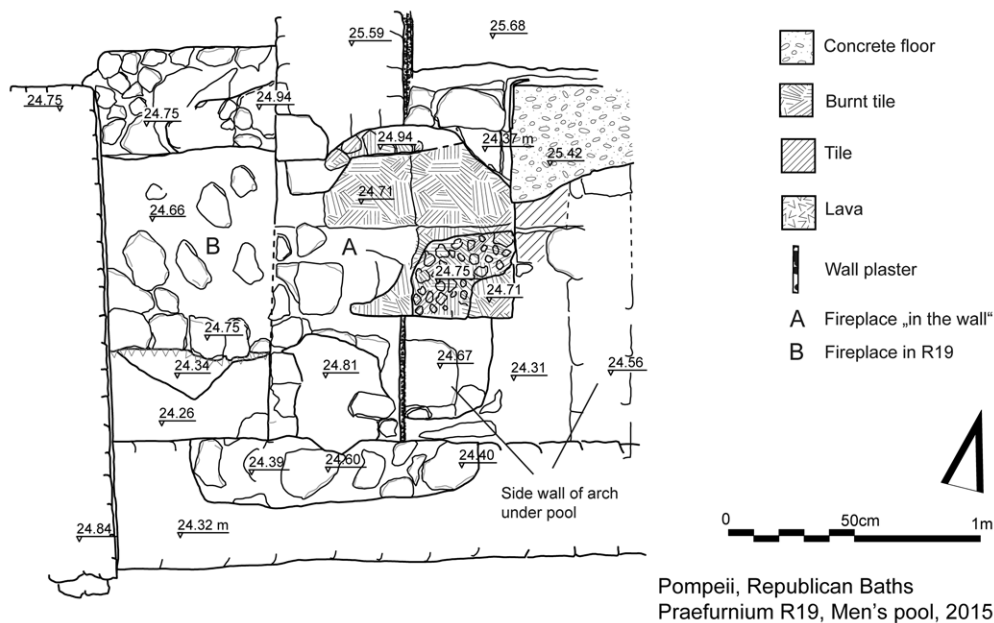 25.59
25.68
24.75
24.75
24.94
24.94
24.37 m
25.42
24.71
24.66
B
A
24.75
24.71
24.75
24.34
24.81
24.67
24.31
24.56
24.26
24.39
24.60
24.40
Side wall of arch
under pool
24.32 m
24.84
Concrete floor
Burnt tile
Tile
Lava
Wall plaster
A Fireplace „in the wall“
B Fireplace in R19
0 50cm 1m
Pompeii, Republican Baths
Praefurnium R19, Men's pool, 2015